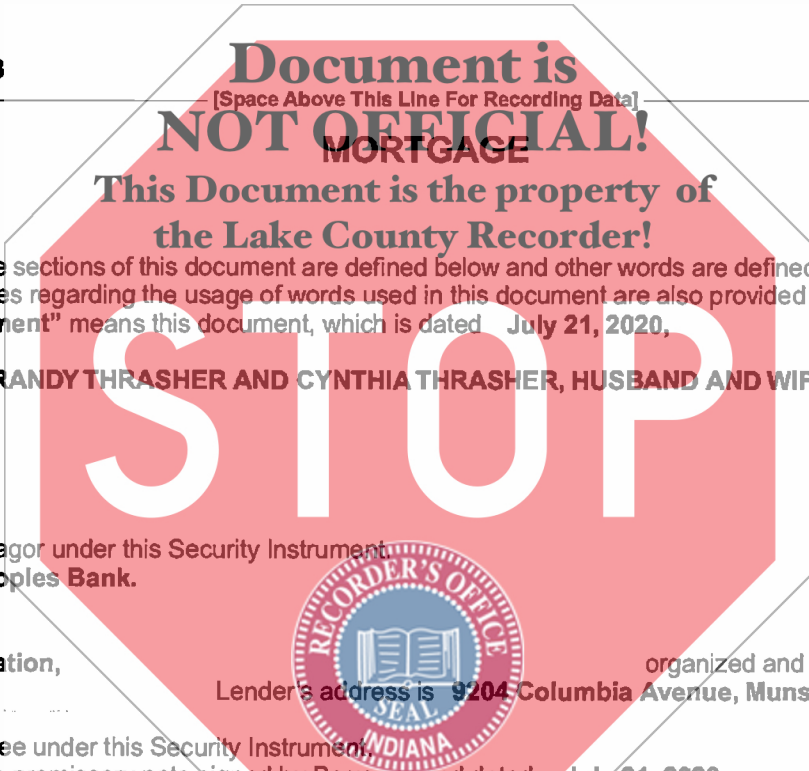 Document is
[Space Above This Line For Recording Data]
NOT OFFICIAL!
MORTGAGE
This Document is the property of
the Lake County Recorder!
sections of this document are defined below and other words are defined
regarding the usage of words used in this document are also provided
ment" means this document, which is dated July 21, 2020,
RANDY THRASHER AND CYNTHIA THRASHER, HUSBAND AND WIF
STOP
agor under this Security Instrument.
oples Bank.
RECORDER'S OFFICE
ation,
organized and
Lender's address is 9204 Columbia Avenue, Muns
SEAL
INDIANA
ee under this Security Instrument.